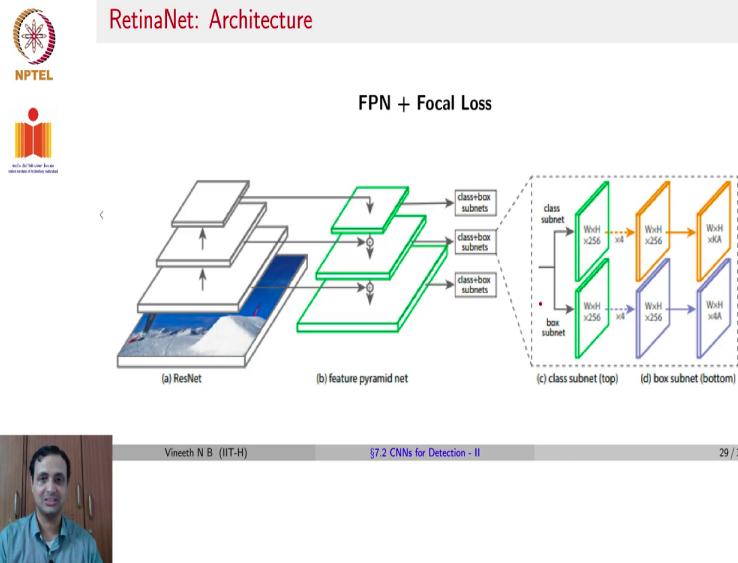 RetinaNet: Architecture
NPTEL
FPN + Focal Loss
class+box
subnets
class+box
subnets
class+box
subnets
class
subnet
W×H
×256
×4
W×H
×256
W×H
×KA
box
subnet
W×H
×256
×4
W×H
×256
W×H
×4A
(a) ResNet
(b) feature pyramid net
(c) class subnet (top)
(d) box subnet (bottom)
Vineeth N B (IIT-H)
§7.2 CNNs for Detection - II
29 /